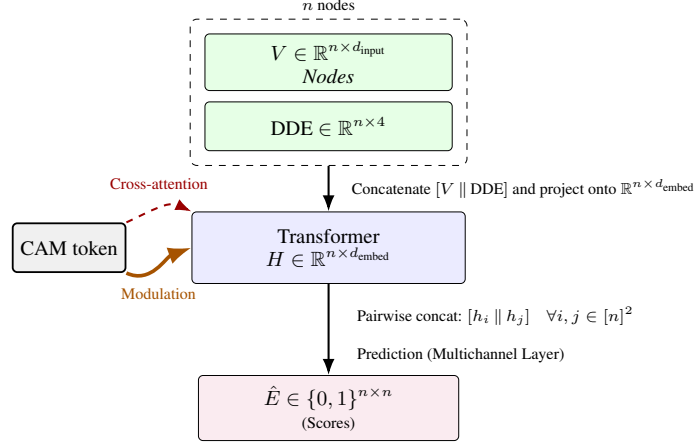 n nodes
V ∈ ℝ^{n×d_input}
Nodes
DDE ∈ ℝ^{n×4}
Concatenate [V ∥ DDE] and project onto ℝ^{n×d_embed}
Cross-attention
CAM token
Modulation
Transformer
H ∈ ℝ^{n×d_embed}
Pairwise concat: [h_i ∥ h_j] ∀i, j ∈ [n]^2
Prediction (Multichannel Layer)
Ê ∈ {0, 1}^{n×n}
(Scores)